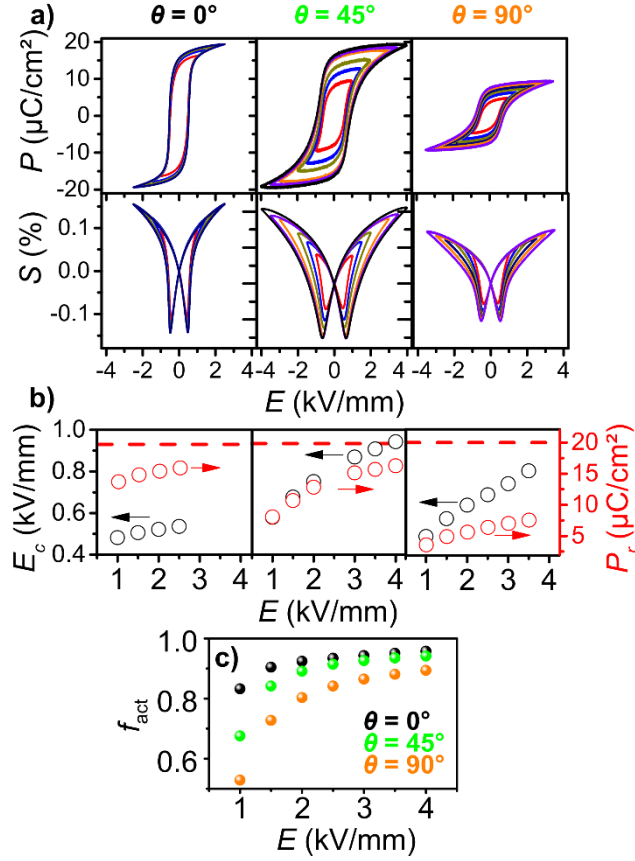 a)
θ = 0° θ = 45° θ = 90°
P (µC/cm²)
20
10
0
-10
-20
S (%)
0.1
0.0
-0.1
-4 -2 0 2 4 -4 -2 0 2 4 -4 -2 0 2 4
E (kV/mm)
b)
E_c (kV/mm)
1.0
0.8
0.6
0.4
20
15
10
5
P_r (µC/cm²)
1 2 3 4 1 2 3 4 1 2 3 4
E (kV/mm)
c)
f_act
1.0
0.8
0.6
θ = 0°
θ = 45°
θ = 90°
1 2 3 4
E (kV/mm)